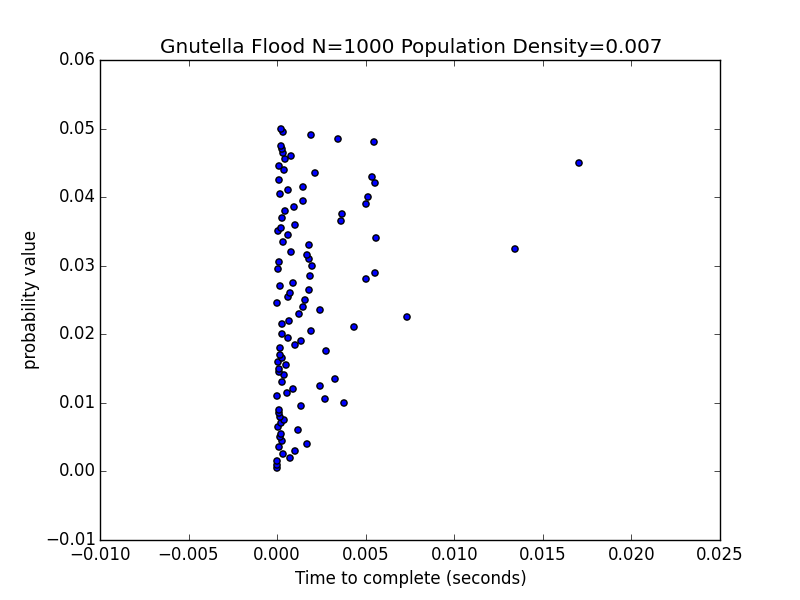 Gnutella Flood N=1000 Population Density=0.007
0.06
0.05
0.04
0.03
0.02
0.01
0.00
−0.01
probability value
−0.010 −0.005 0.000 0.005 0.010 0.015 0.020 0.025
Time to complete (seconds)